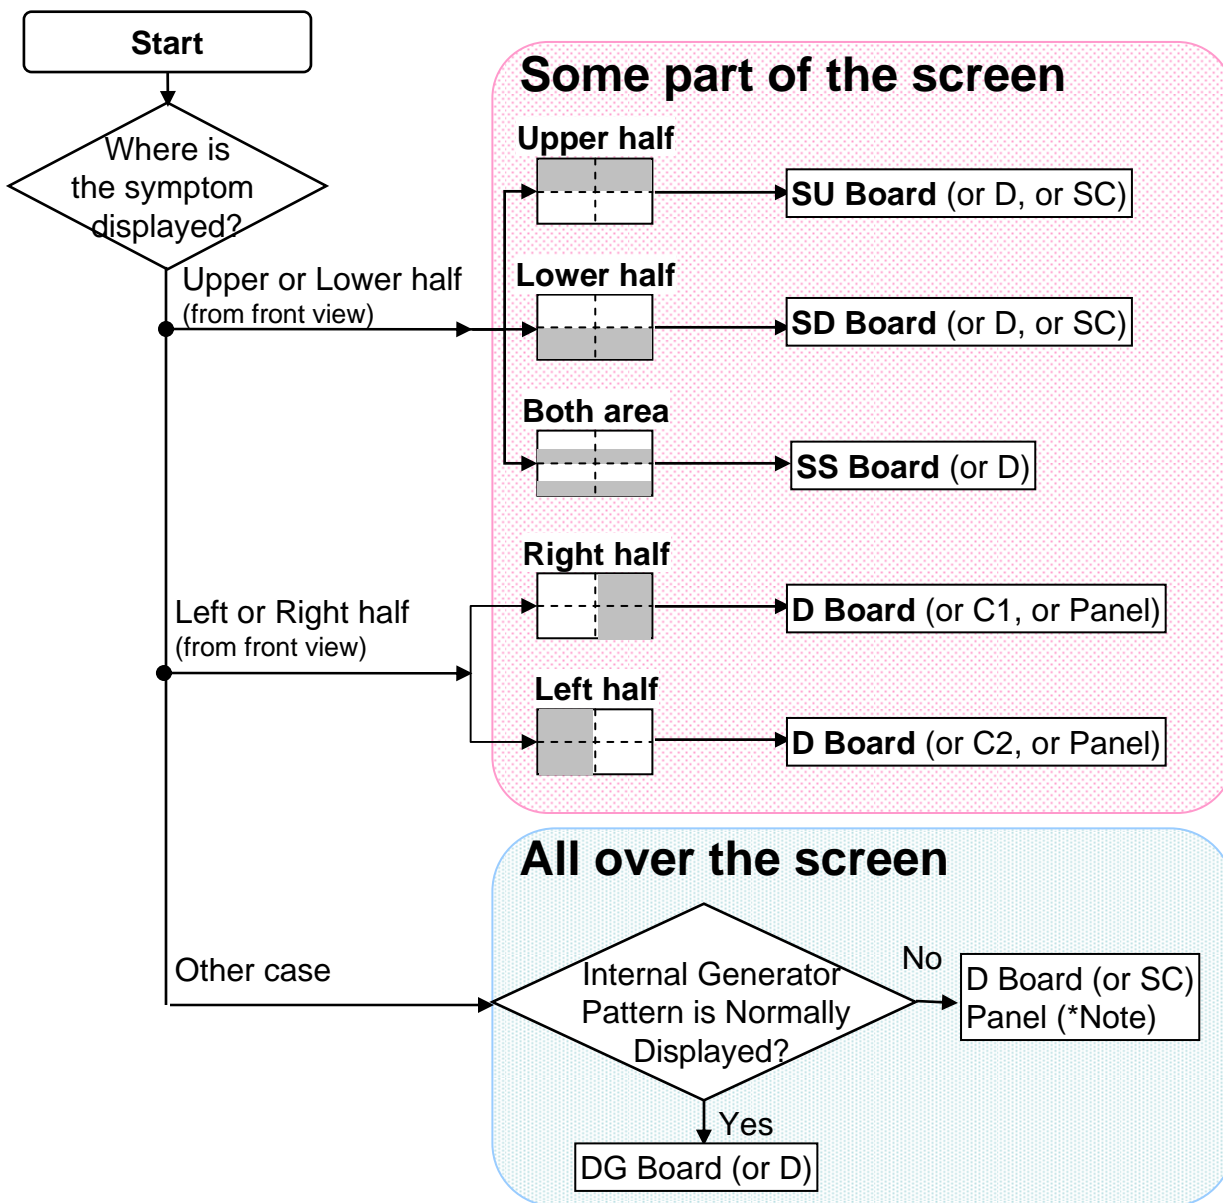 Start
Where is
the symptom
displayed?
Some part of the screen
Upper half
SU Board (or D, or SC)
Upper or Lower half
(from front view)
Lower half
SD Board (or D, or SC)
Both area
SS Board (or D)
Left or Right half
(from front view)
Right half
D Board (or C1, or Panel)
Left half
D Board (or C2, or Panel)
All over the screen
Other case
Internal Generator
Pattern is Normally
Displayed?
No
D Board (or SC)
Panel (*Note)
Yes
DG Board (or D)